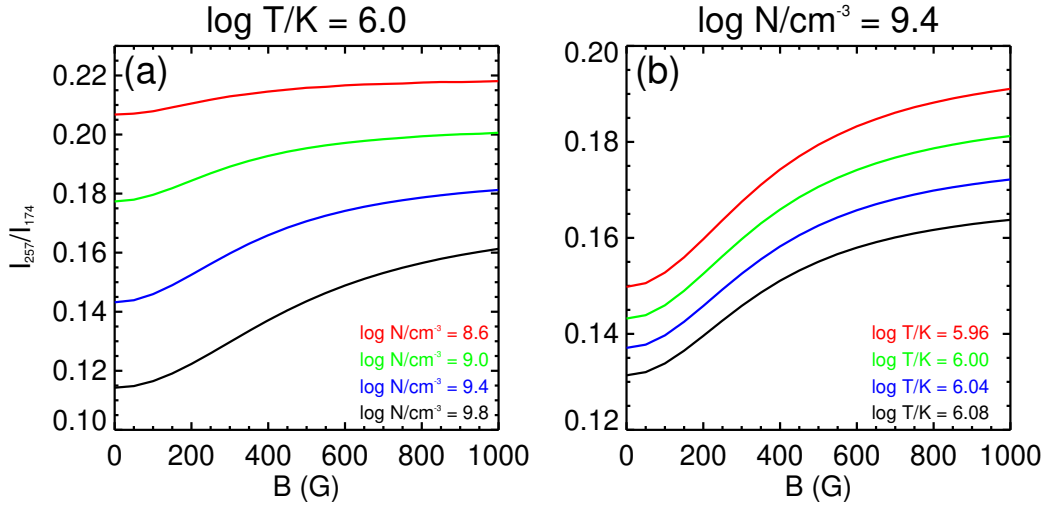 log T/K = 6.0
(a)
I₂₅₇/I₁₇₄
0.22
0.20
0.18
0.16
0.14
0.12
0.10
log N/cm⁻³ = 8.6
log N/cm⁻³ = 9.0
log N/cm⁻³ = 9.4
log N/cm⁻³ = 9.8
0 200 400 600 800 1000
B (G)
log N/cm⁻³ = 9.4
(b)
0.20
0.18
0.16
0.14
0.12
log T/K = 5.96
log T/K = 6.00
log T/K = 6.04
log T/K = 6.08
0 200 400 600 800 1000
B (G)